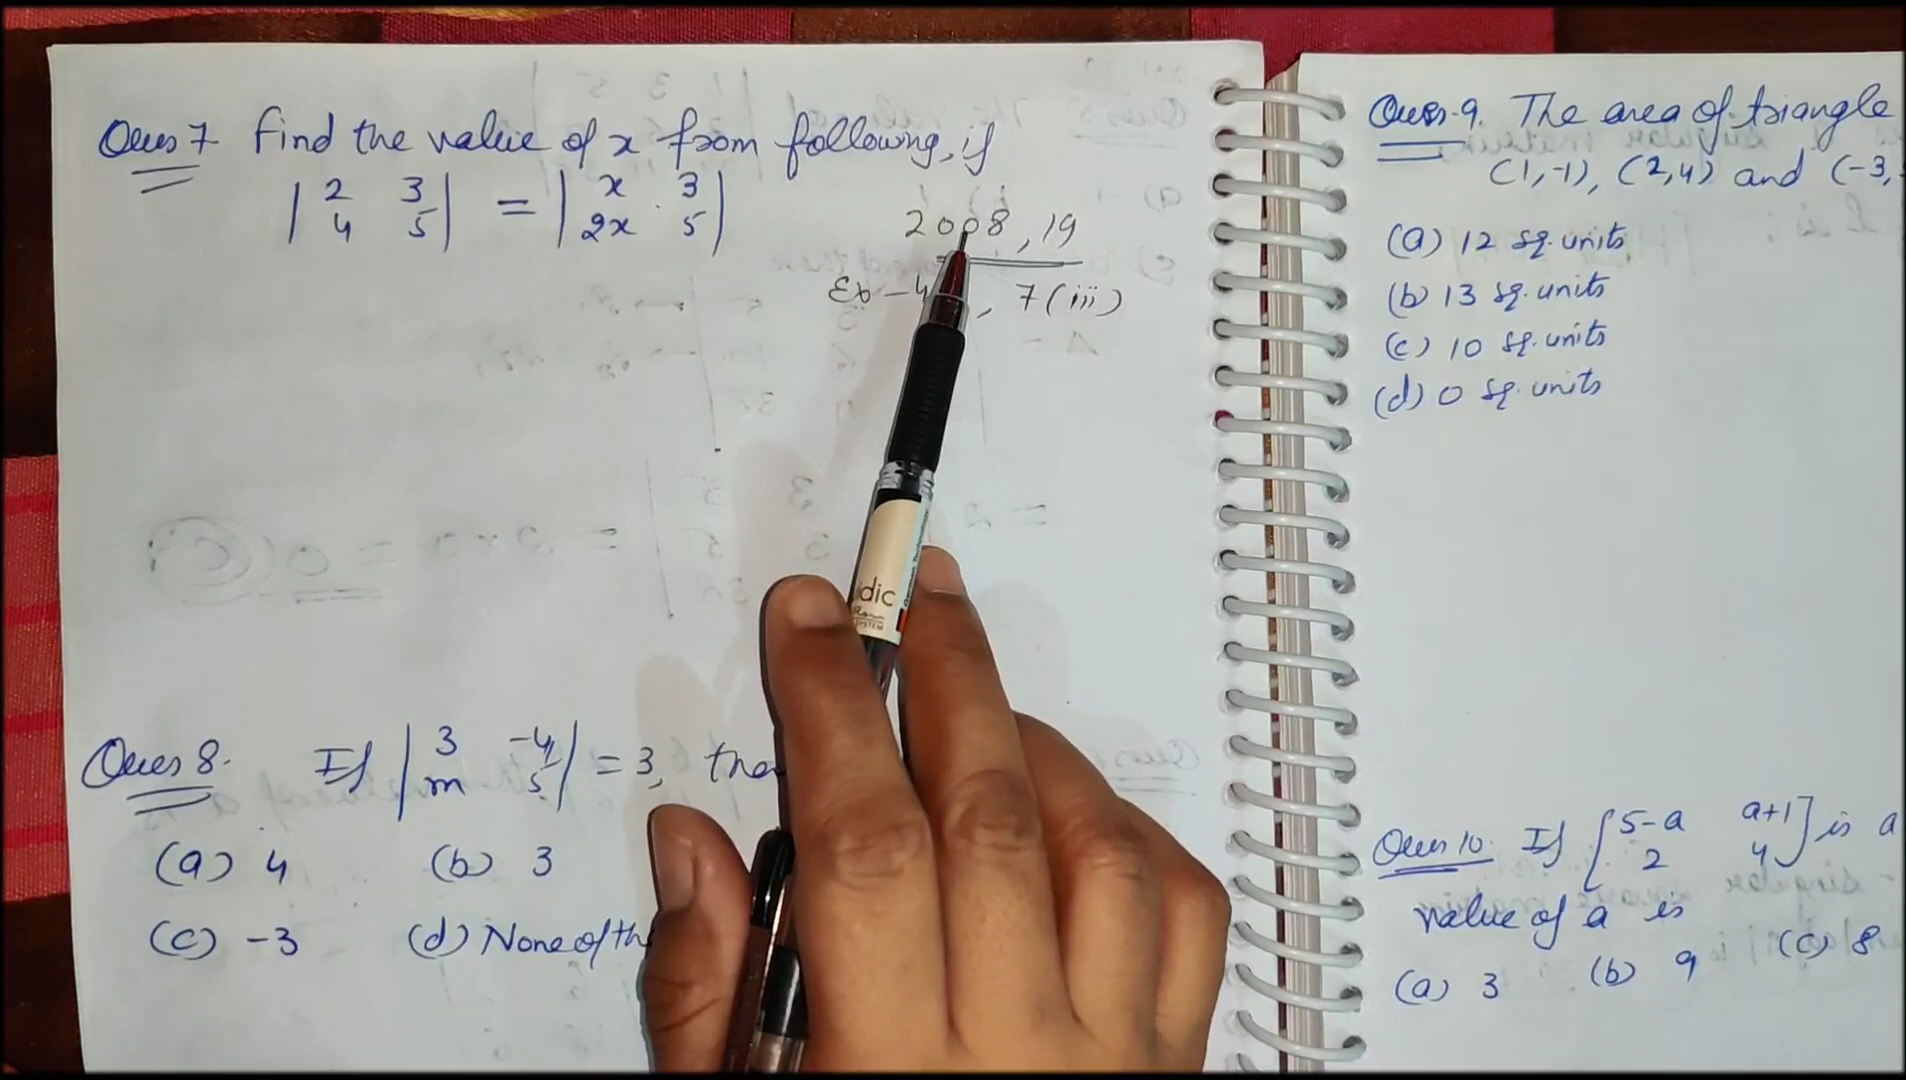 Ques 7 Find the value of x from following, if
| 2 3 | = | x 3 |
| 4 5 | | 2x 5 |
2008, 19
Ex - 4 , 7(iii)
Ques 8. If | 3 -4 | = 3,
| m 5 |
(a) 4 (b) 3
(c) -3 (d) None of
idic
Ques. 9. The area of triangle
(1,-1), (2,4) and (-3,
(a) 12 sq. units
(b) 13 sq. units
(c) 10 sq. units
(d) 0 sq. units
Ques 10. If [ 5-a a+1 ] is a
[ 2 4 ]
value of a is
(a) 3 (b) 9 (c) 8